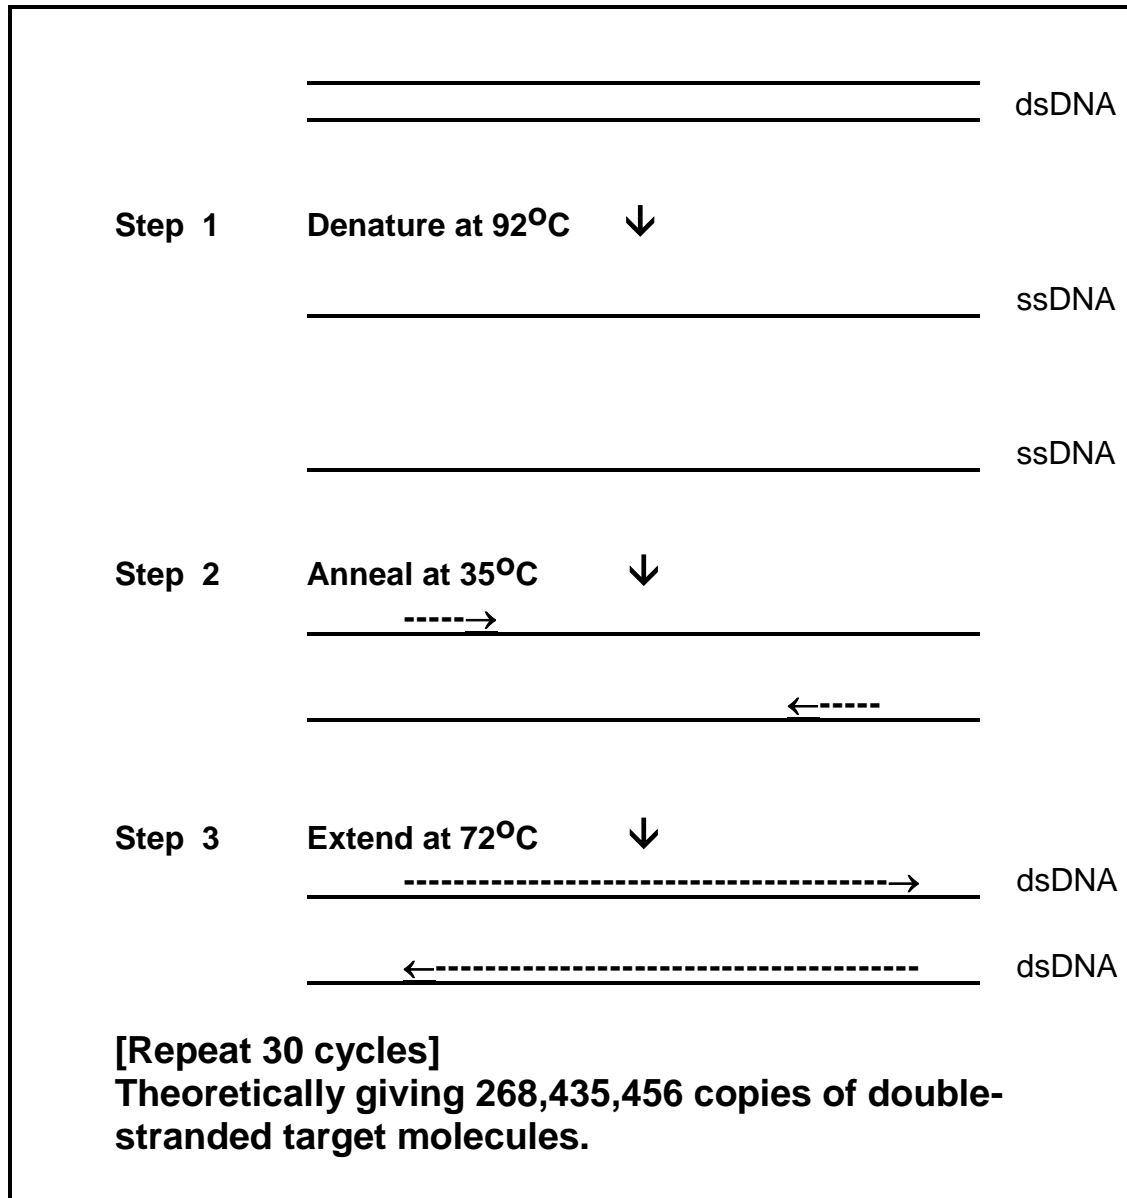 dsDNA
Step 1 Denature at 92°C ↓
ssDNA
ssDNA
Step 2 Anneal at 35°C ↓
Step 3 Extend at 72°C ↓
dsDNA
dsDNA
[Repeat 30 cycles]
Theoretically giving 268,435,456 copies of double-
stranded target molecules.